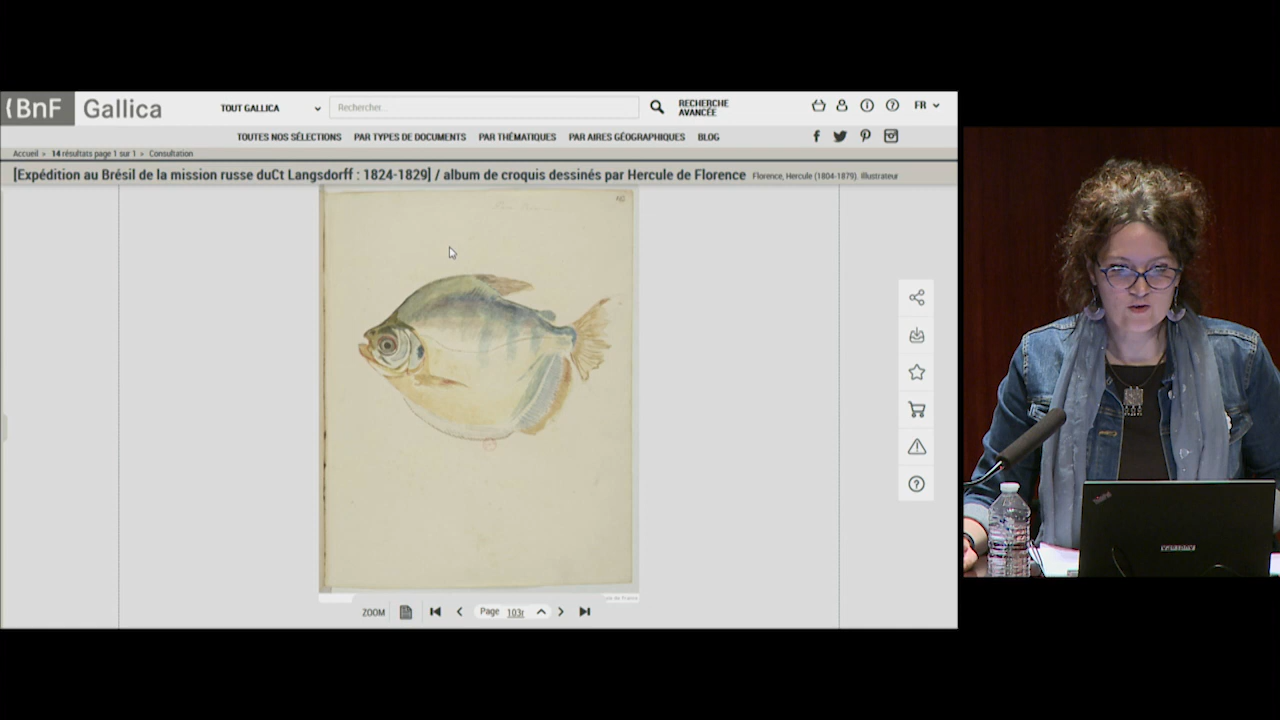 {BnF Gallica
TOUT GALLICA
Rechercher...
RECHERCHE
AVANCÉE
FR
TOUTES NOS SÉLECTIONS PAR TYPES DE DOCUMENTS PAR THÉMATIQUES PAR AIRES GÉOGRAPHIQUES BLOG
Accueil > 14 résultats page 1 sur 1 > Consultation
[Expédition au Brésil de la mission russe duCt Langsdorff : 1824-1829] / album de croquis dessinés par Hercule de Florence Florence, Hercule (1804-1879). Illustrateur
ZOOM Page 103r
ThinkPad